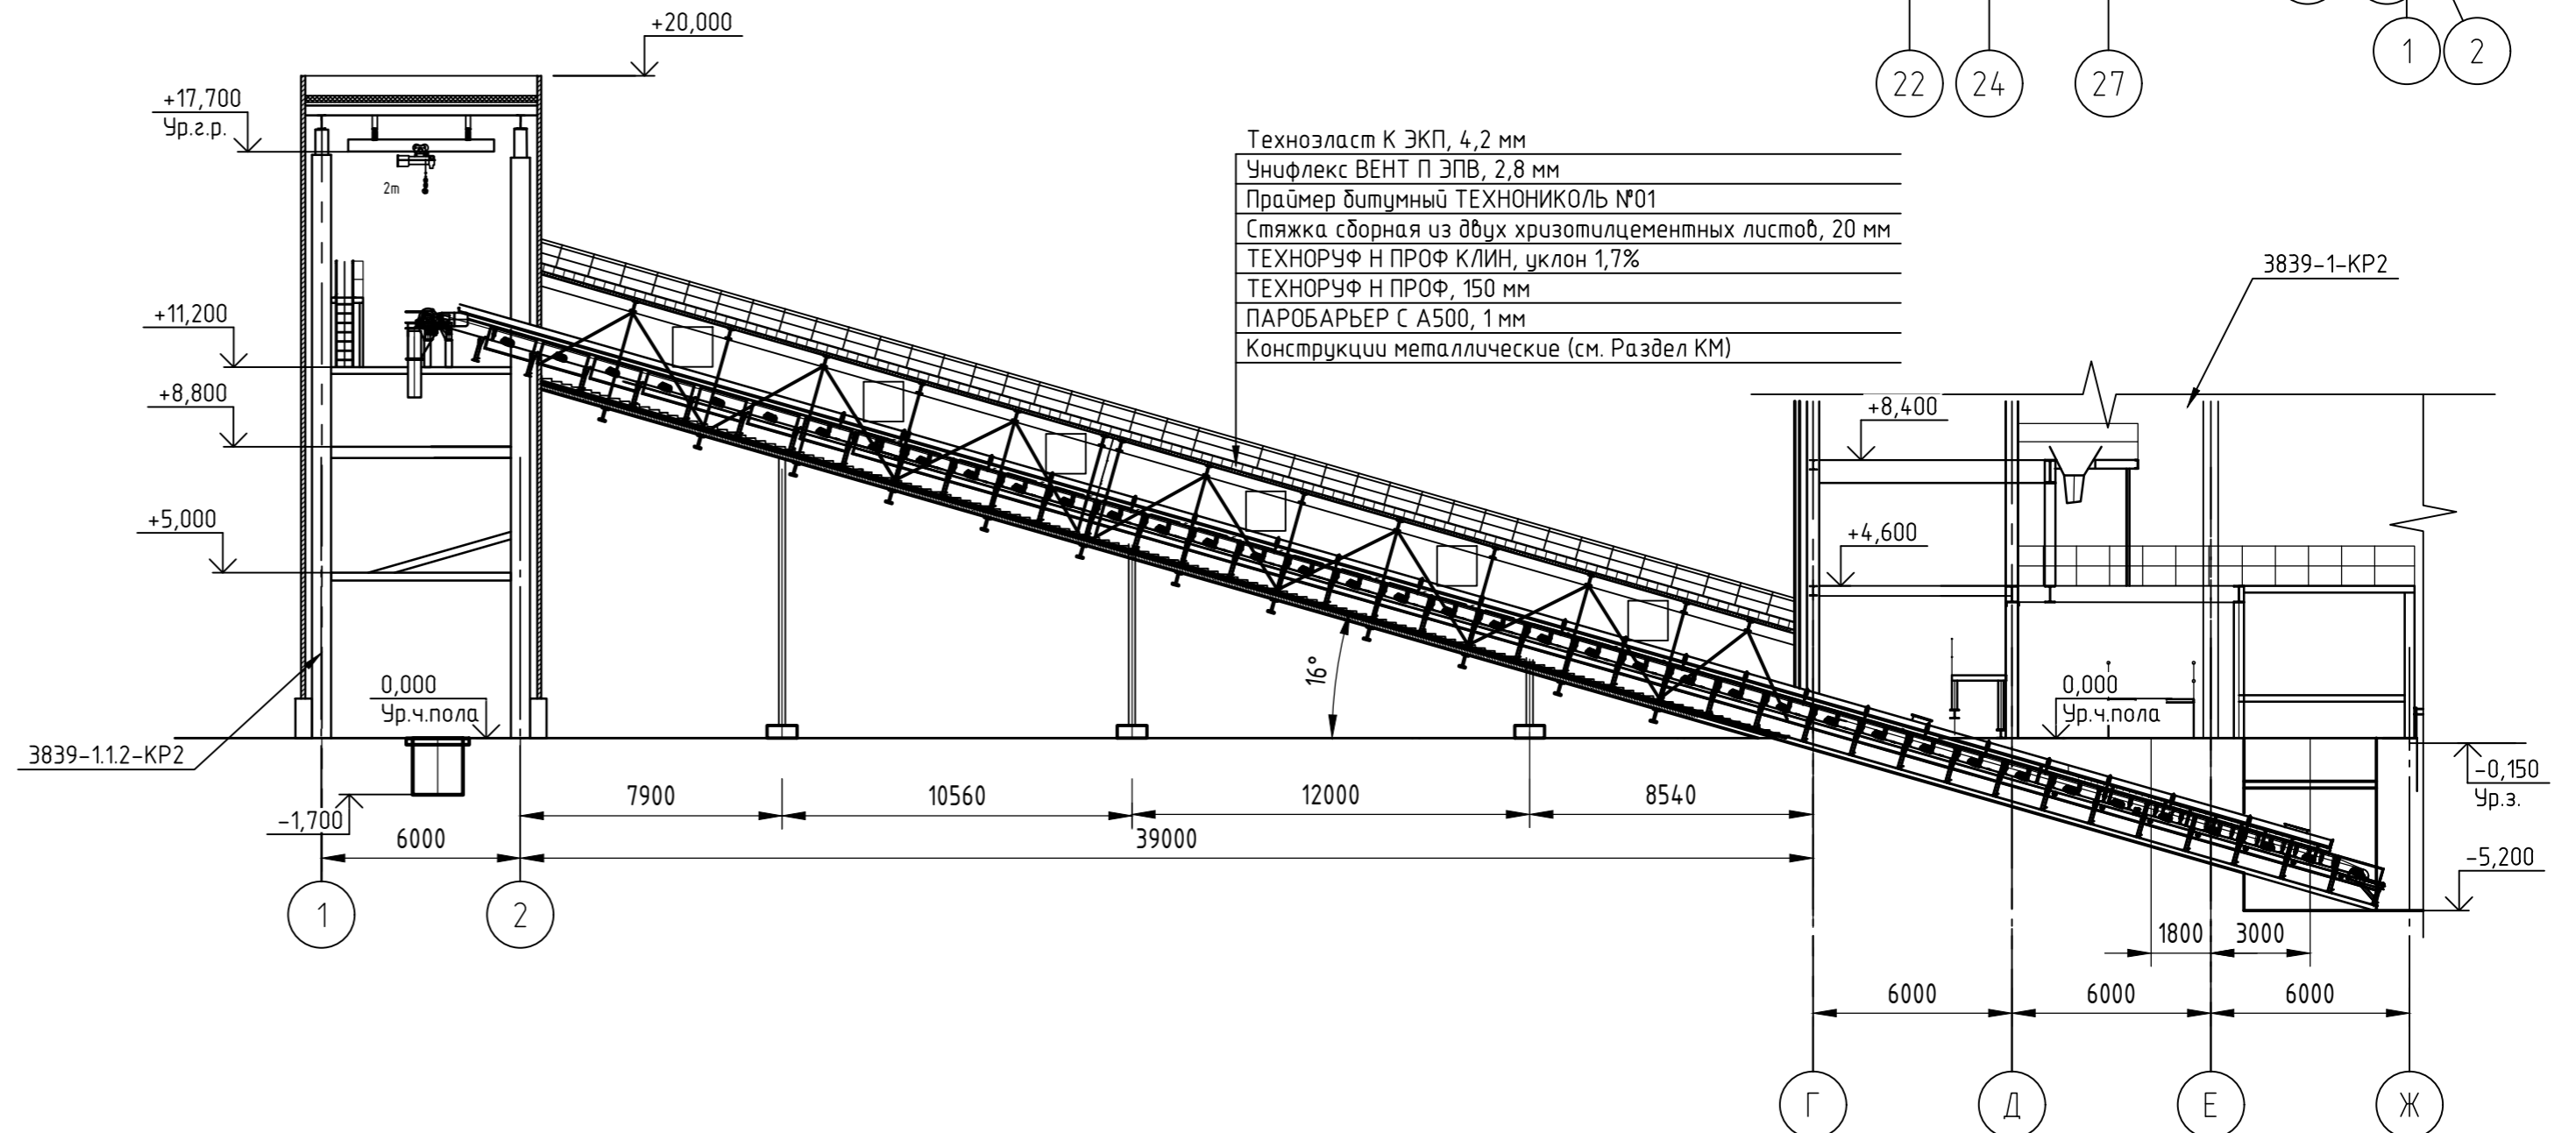 +20,000
22
24
27
1
2
+17,700
Ур.г.р.
2т
Техноэласт К ЭКП, 4,2 мм
Унифлекс ВЕНТ П ЭПВ, 2,8 мм
Праймер битумный ТЕХНОНИКОЛЬ №01
Стяжка сборная из двух хризотилцементных листов, 20 мм
ТЕХНОРУФ Н ПРОФ КЛИН, уклон 1,7%
ТЕХНОРУФ Н ПРОФ, 150 мм
ПАРОБАРЬЕР С А500, 1 мм
Конструкции металлические (см. Раздел КМ)
3839-1-КР2
+11,200
+8,800
+8,400
+5,000
+4,600
16°
0,000
Ур.ч.пола
0,000
Ур.ч.пола
3839-1.1.2-КР2
-0,150
Ур.з.
-1,700
7900
10560
12000
8540
6000
39000
-5,200
1800
3000
6000
6000
6000
1
2
Г
Д
Е
Ж